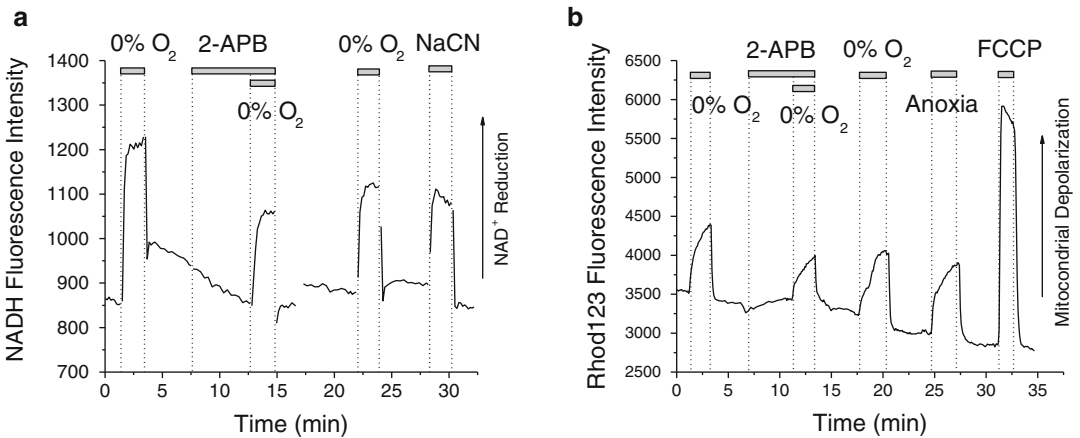 a
0% O2
2-APB
0% O2
0% O2
NaCN
NADH Fluorescence Intensity
1400
1300
1200
1100
1000
900
800
700
NAD+ Reduction
0
5
10
15
20
25
30
Time (min)
b
0% O2
2-APB
0% O2
0% O2
Anoxia
FCCP
Rhod123 Fluorescence Intensity
6500
6000
5500
5000
4500
4000
3500
3000
2500
Mitocondrial Depolarization
0
5
10
15
20
25
30
35
Time (min)